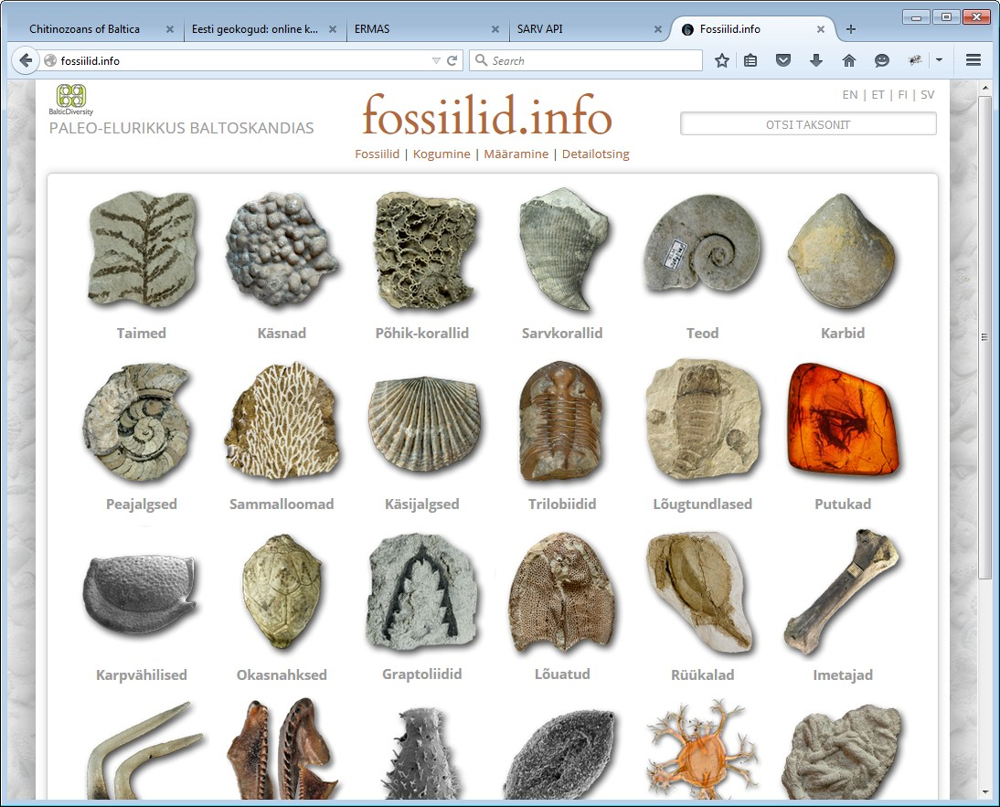 Chitinozoans of Baltica
Eesti geokogud: online k...
ERMAS
SARV API
Fossiilid.info
fossiilid.info
Search
BalticDiversity
PALEO-ELURIKKUS BALTOSKANDIAS
fossiilid.info
EN | ET | FI | SV
OTSI TAKSONIT
Fossiilid | Kogumine | Määramine | Detailotsing
Taimed
Käsnad
Põhik-korallid
Sarvkorallid
Teod
Karbid
Peajalgsed
Sammalloomad
Käsijalgsed
Trilobiidid
Lõugtundlased
Putukad
Karpvähilised
Okasnahksed
Graptoliidid
Lõuatud
Rüükalad
Imetajad